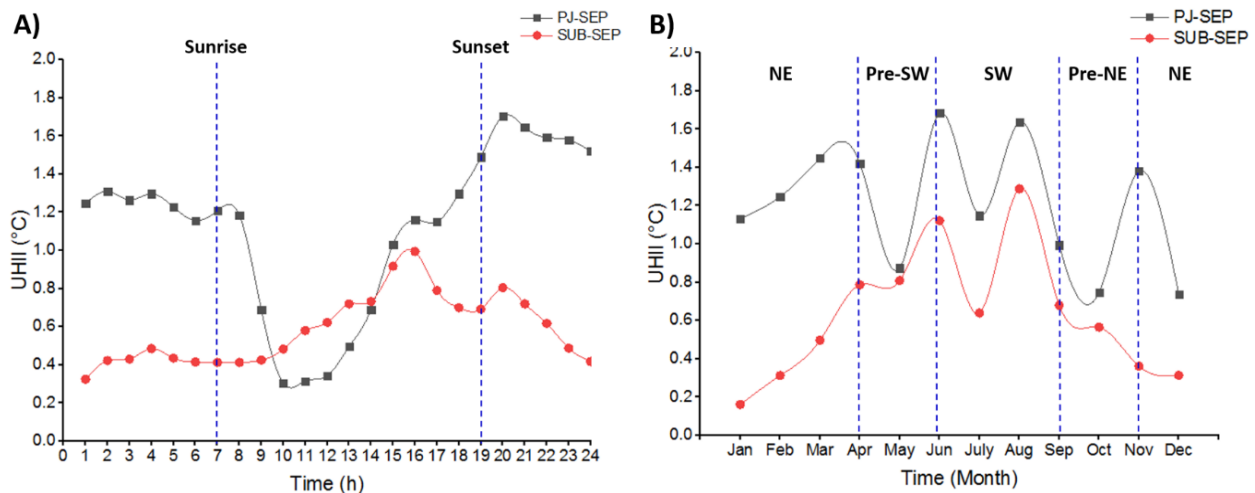 A)
PJ-SEP
SUB-SEP
Sunrise
Sunset
2.0
1.8
1.6
1.4
1.2
1.0
0.8
0.6
0.4
0.2
0.0
UHII (°C)
0 1 2 3 4 5 6 7 8 9 10 11 12 13 14 15 16 17 18 19 20 21 22 23 24
Time (h)
B)
PJ-SEP
SUB-SEP
NE
Pre-SW
SW
Pre-NE
NE
2.0
1.8
1.6
1.4
1.2
1.0
0.8
0.6
0.4
0.2
0.0
UHII (°C)
Jan Feb Mar Apr May Jun July Aug Sep Oct Nov Dec
Time (Month)